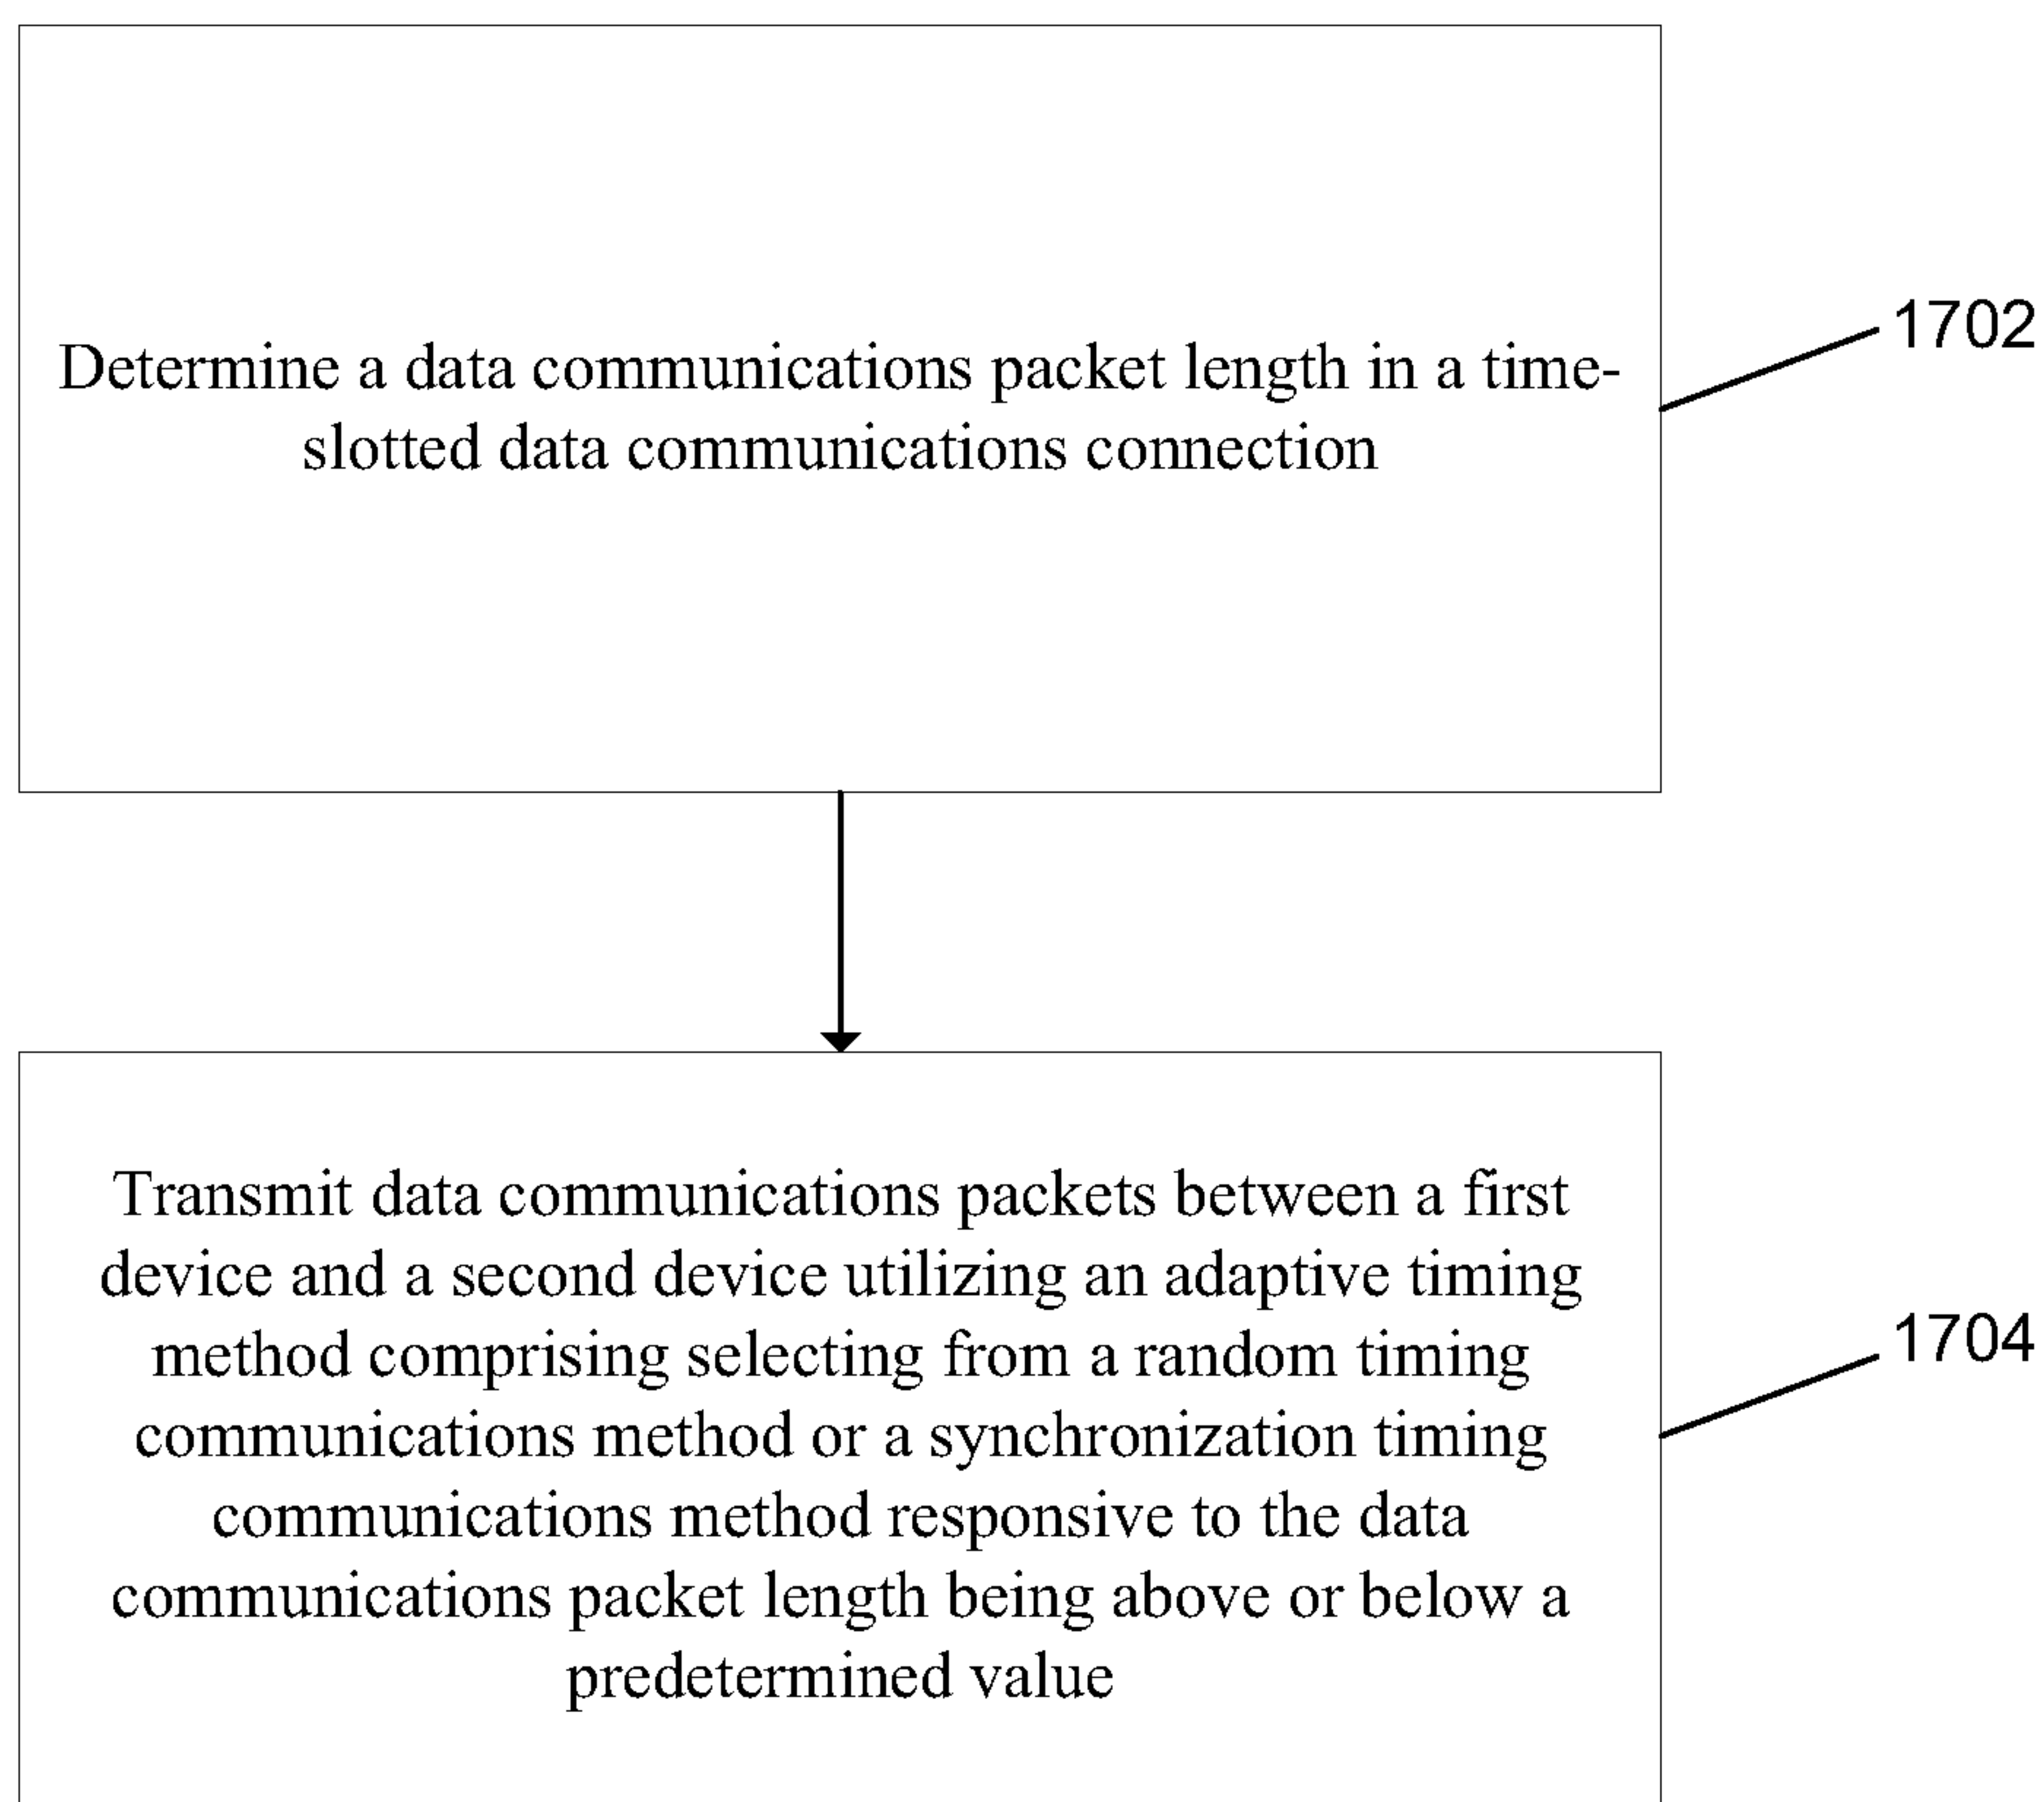 Determine a data communications packet length in a time-
slotted data communications connection
1702
Transmit data communications packets between a first
device and a second device utilizing an adaptive timing
method comprising selecting from a random timing
communications method or a synchronization timing
communications method responsive to the data
communications packet length being above or below a
predetermined value
1704